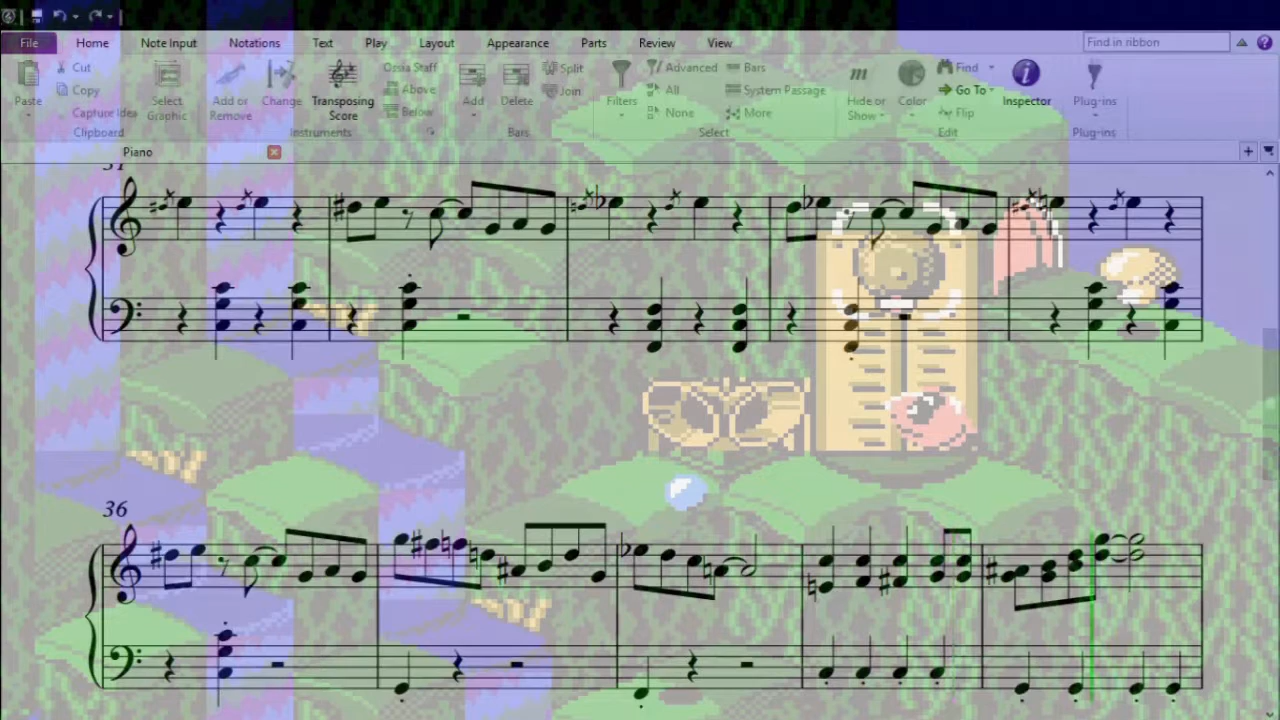 File Home Note Input Notations Text Play Layout Appearance Parts Review View Find in ribbon
Paste Cut Copy Capture Idea Clipboard
Select Graphic
Add or Remove Change Transposing Score Ossia Staff Above Below Instruments
Add Delete Split Join Bars
Filters Advanced All None Bars System Passage More Select
Hide or Show Color Find Go To Flip Inspector Edit
Plug-ins Plug-ins
Piano
31
36